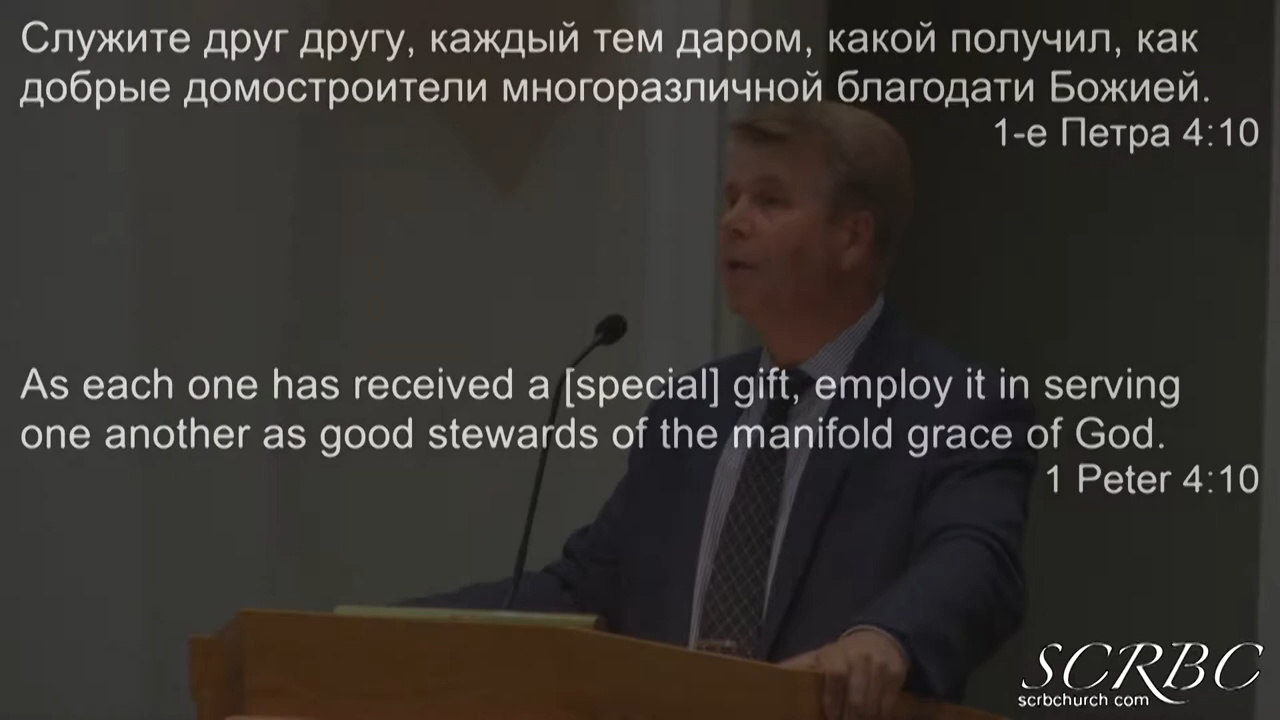 Служите друг другу, каждый тем даром, какой получил, как
добрые домостроители многоразличной благодати Божией.
1-е Петра 4:10
As each one has received a [special] gift, employ it in serving
one another as good stewards of the manifold grace of God.
1 Peter 4:10
SCRBC
scrbchurch com